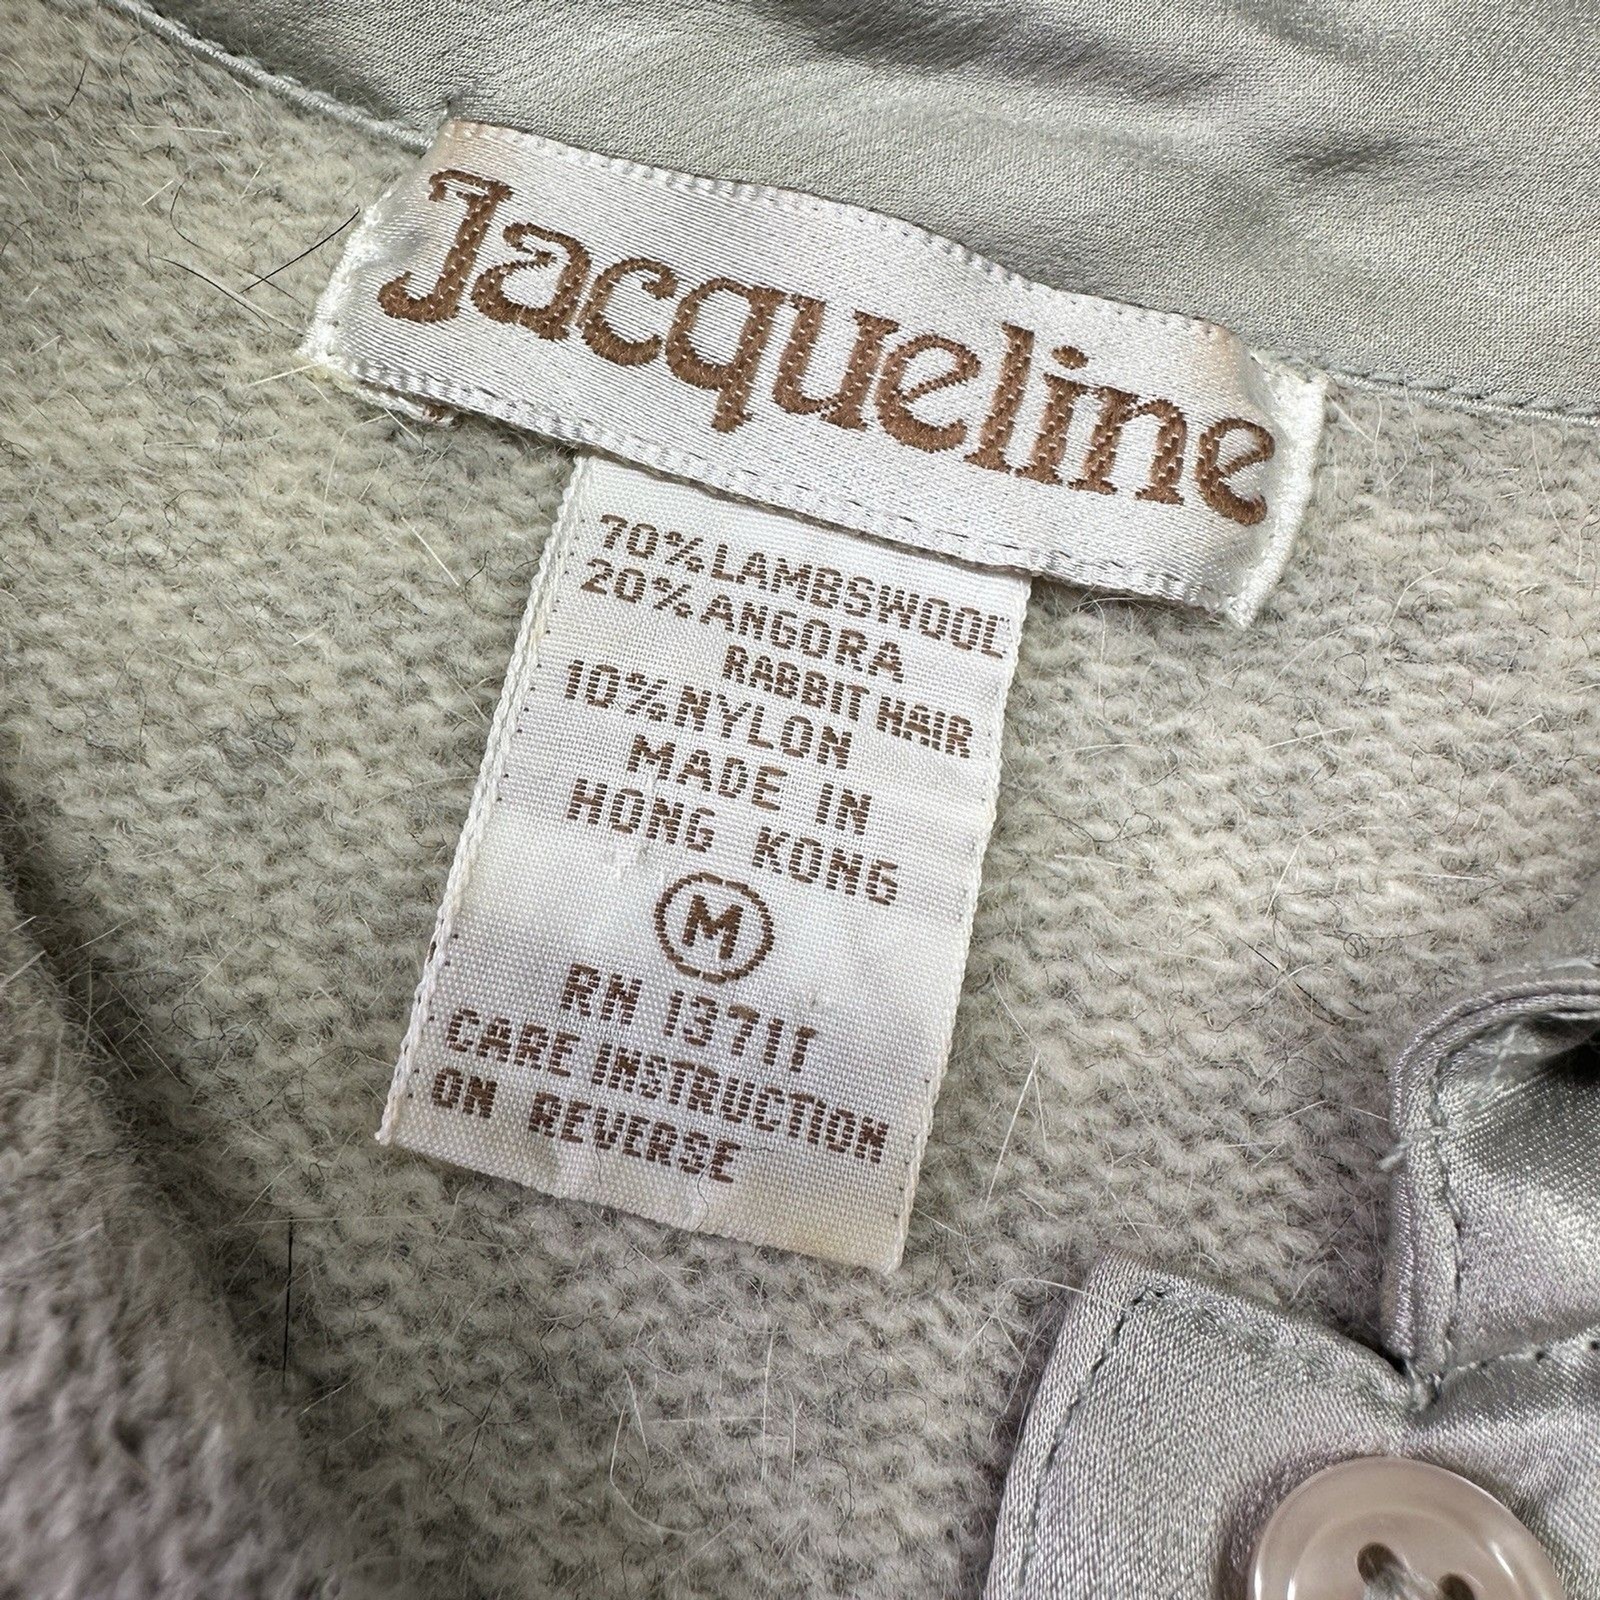 Jacqueline
70% LAMBSWOOL
20% ANGORA
RABBIT HAIR
10% NYLON
MADE IN
HONG KONG
M
RN 13711
CARE INSTRUCTION
ON REVERSE